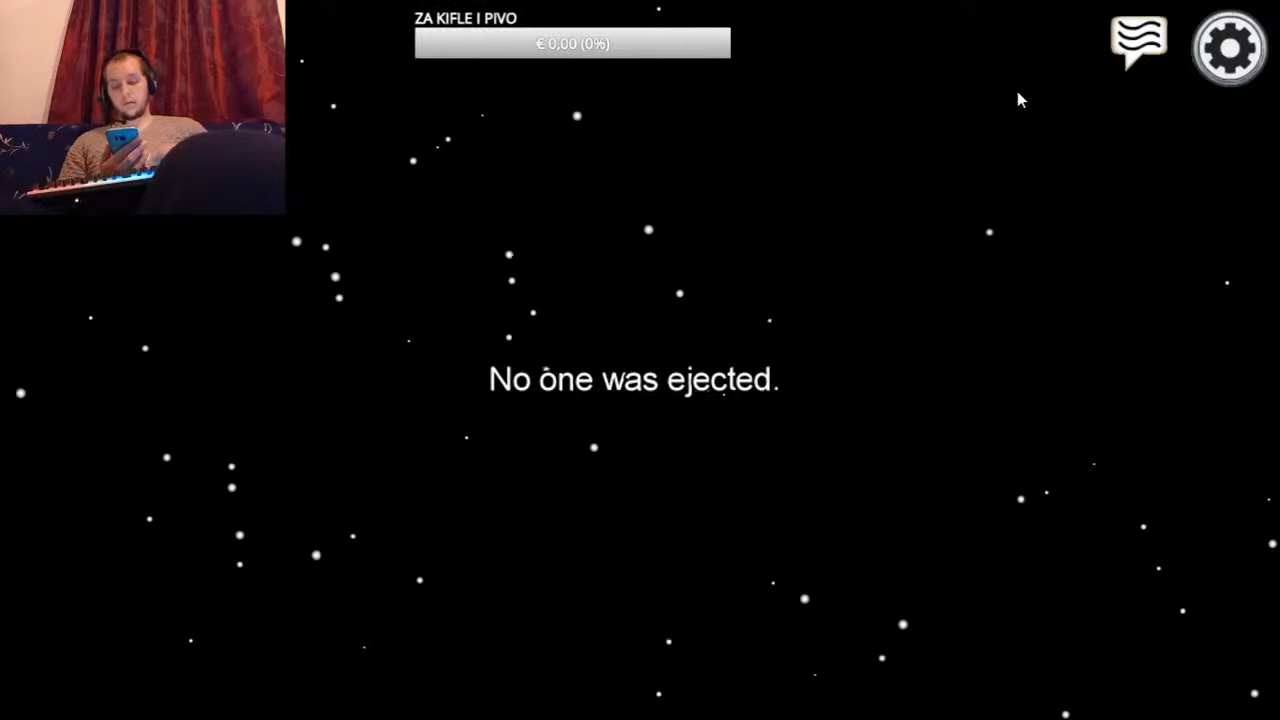 ZA KIFLE I PIVO
€ 0,00 (0%)
No one was ejected.